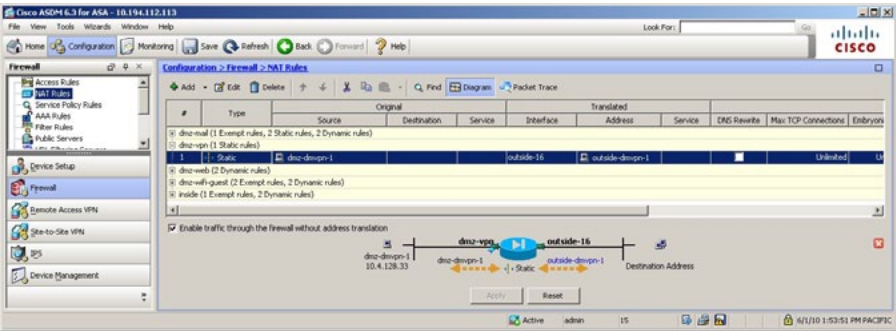 Cisco ASDM 6.3 for ASA - 10.194.112.113
File View Tools Wizards Window Help
Look For: Go
Home Configuration Monitoring Save Refresh Back Forward Help
CISCO
Firewall
Access Rules
NAT Rules
Service Policy Rules
AAA Rules
Filter Rules
Public Servers
URL Filtering Servers
Device Setup
Firewall
Remote Access VPN
Site-to-Site VPN
IPS
Device Management
Configuration > Firewall > NAT Rules
Add Edit Delete Find Diagram Packet Trace
# Type Original Translated
Source Destination Service Interface Address Service DNS Rewrite Max TCP Connections Embryoni
dmz-mail (1 Exempt rules, 2 Static rules, 2 Dynamic rules)
dmz-vpn (1 Static rules)
1 Static dmz-dmvpn-1 outside-16 outside-dmvpn-1 Unlimited Un
dmz-web (2 Dynamic rules)
dmz-wifi-guest (2 Exempt rules, 2 Dynamic rules)
inside (1 Exempt rules, 2 Dynamic rules)
Enable traffic through the firewall without address translation
dmz-vpn outside-16
dmz-dmvpn-1
10.4.128.33
dmz-dmvpn-1 Static outside-dmvpn-1
Destination Address
Apply Reset
Active admin 15 6/1/10 1:53:51 PM PACIFIC